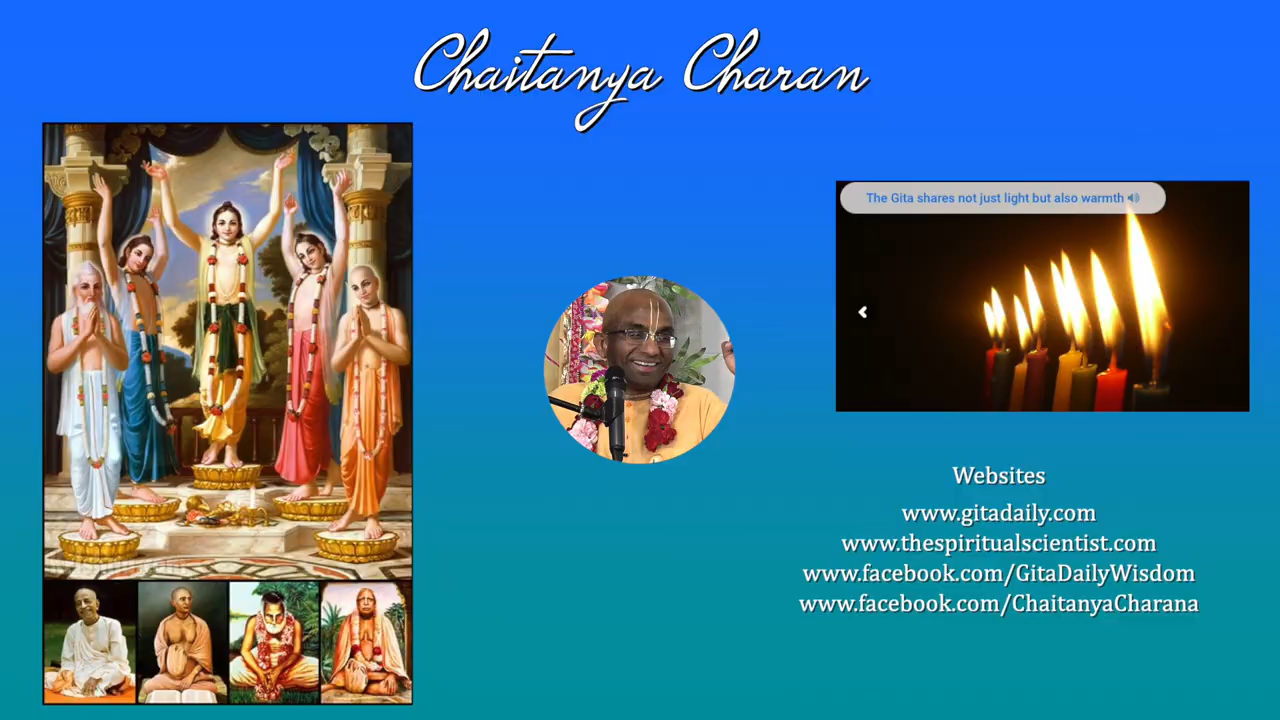 Chaitanya Charan
The Gita shares not just light but also warmth
Websites
www.gitadaily.com
www.thespiritualscientist.com
www.facebook.com/GitaDailyWisdom
www.facebook.com/ChaitanyaCharana